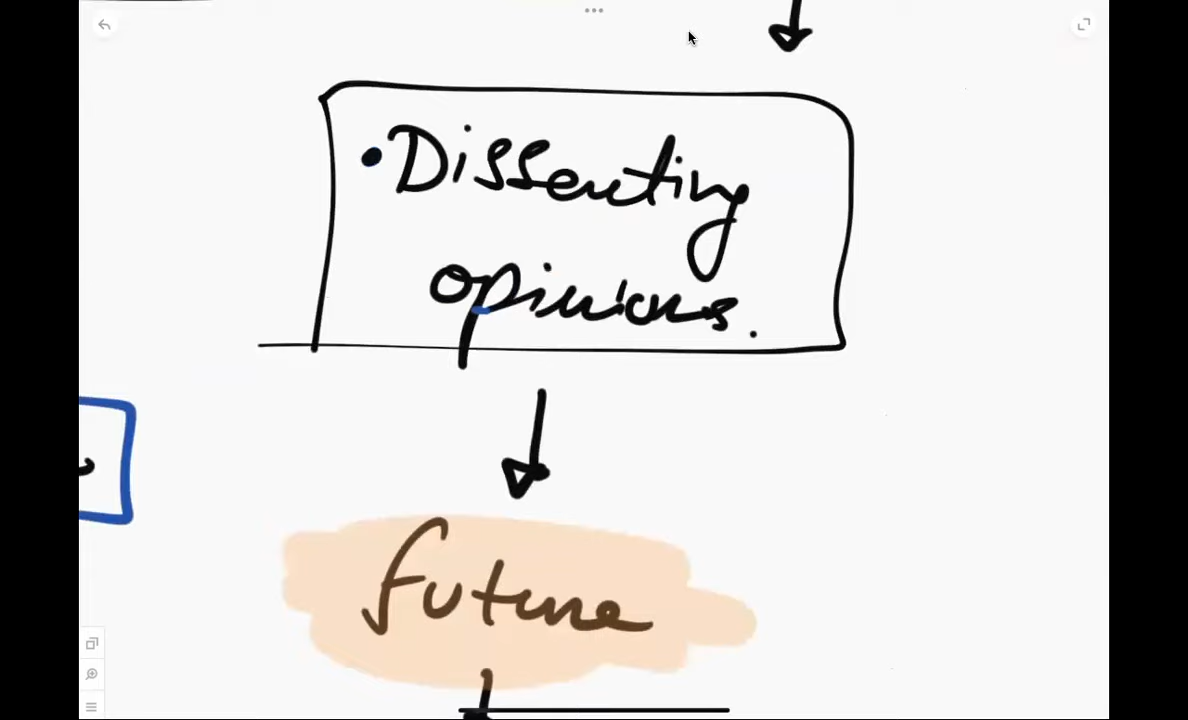 • Dissenting
opinions.
future